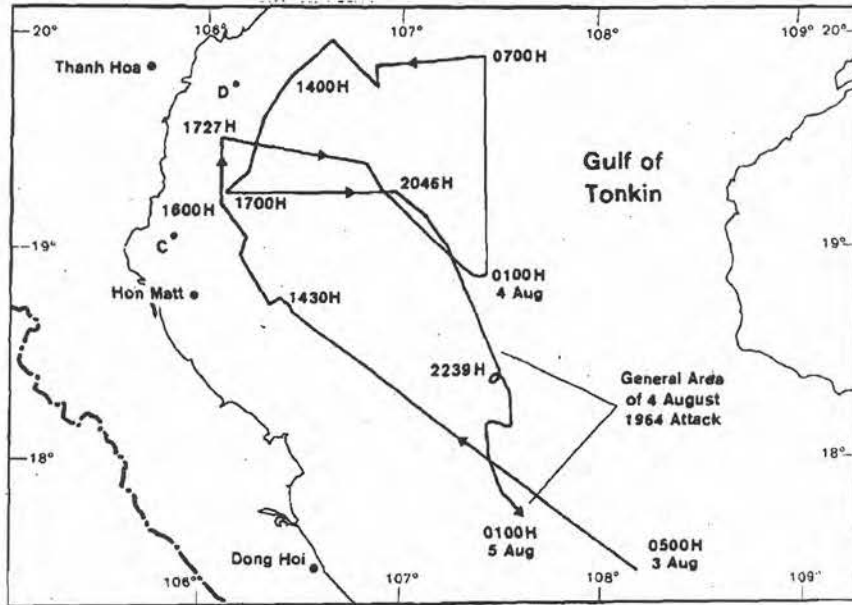 106°
107°
108°
109° 20°
20°
Thanh Hoa
D
0700H
1400H
1727H
Gulf of
Tonkin
2046H
1600H
1700H
19°
19°
C
0100H
4 Aug
Hon Matt
1430H
2239H
General Area
of 4 August
1964 Attack
18°
18°
0100H
5 Aug
0500H
3 Aug
Dong Hoi
106°
107°
108°
109°